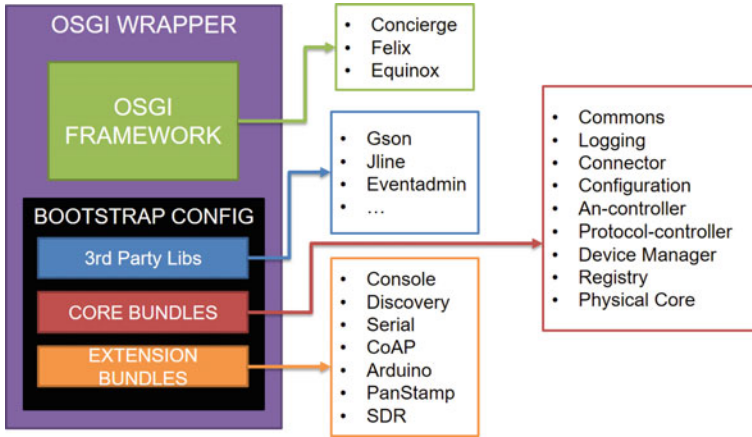 OSGI WRAPPER
OSGI
FRAMEWORK
BOOTSTRAP CONFIG
3rd Party Libs
CORE BUNDLES
EXTENSION
BUNDLES
• Concierge
• Felix
• Equinox
• Gson
• Jline
• Eventadmin
• …
• Console
• Discovery
• Serial
• CoAP
• Arduino
• PanStamp
• SDR
• Commons
• Logging
• Connector
• Configuration
• An-controller
• Protocol-controller
• Device Manager
• Registry
• Physical Core